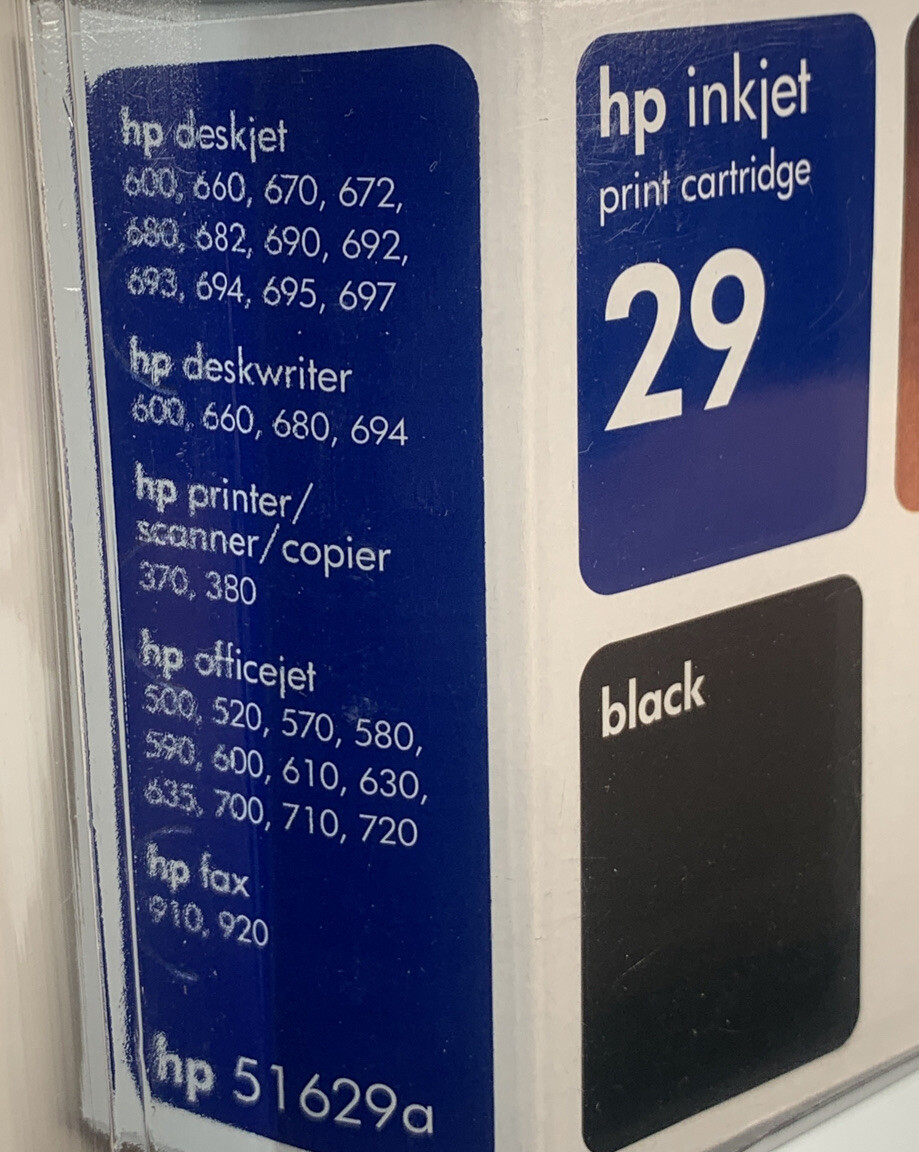 hp deskjet
600, 660, 670, 672,
680, 682, 690, 692,
693, 694, 695, 697
hp deskwriter
600, 660, 680, 694
hp printer/
scanner/copier
370, 380
hp officejet
500, 520, 570, 580,
590, 600, 610, 630,
635, 700, 710, 720
hp fax
910, 920
hp 51629a
hp inkjet
print cartridge
29
black